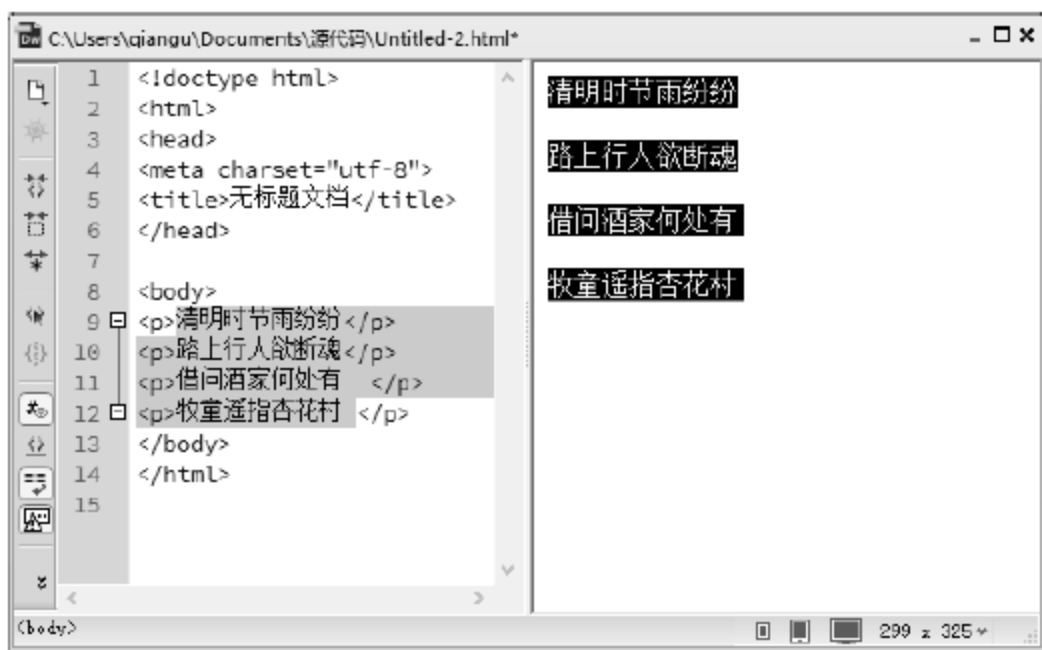 Dw C:\Users\qiangu\Documents\源代码\Untitled-2.html*
1 <!doctype html>
2 <html>
3 <head>
4 <meta charset="utf-8">
5 <title>无标题文档</title>
6 </head>
7
8 <body>
9 <p>清明时节雨纷纷</p>
10 <p>路上行人欲断魂</p>
11 <p>借问酒家何处有 </p>
12 <p>牧童遥指杏花村 </p>
13 </body>
14 </html>
15
清明时节雨纷纷
路上行人欲断魂
借问酒家何处有
牧童遥指杏花村
<body>
299 x 325